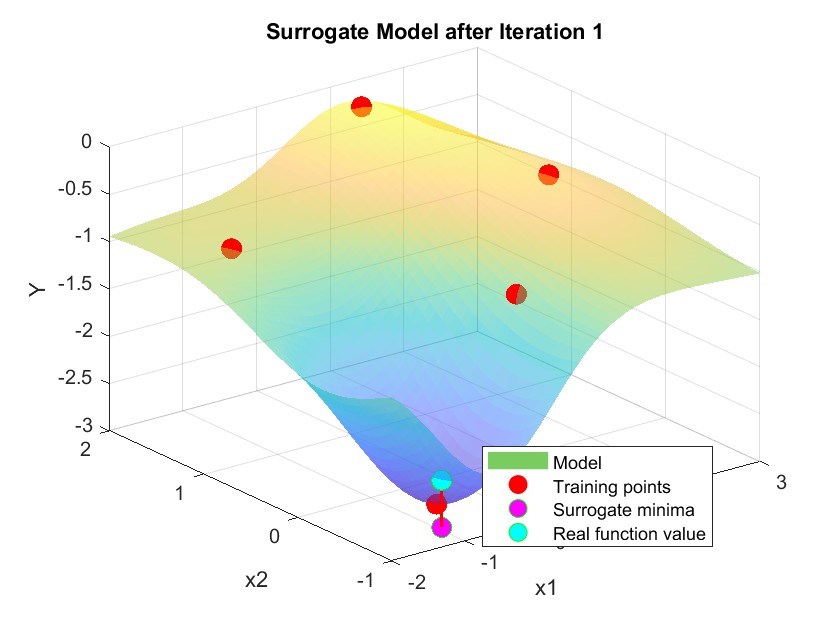 Surrogate Model after Iteration 1
0
-0.5
-1
-1.5
-2
-2.5
-3
Y
2
1
0
-1
x2
-2
-1
3
x1
Model
Training points
Surrogate minima
Real function value